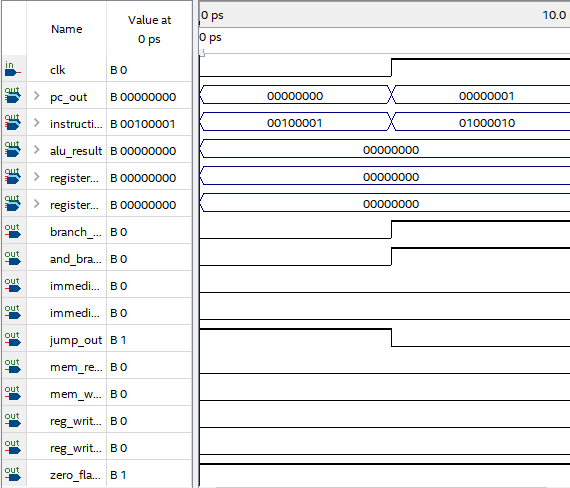 Name Value at 0 ps
0 ps 10.0
0 ps
in clk B 0
out pc_out B 00000000 00000000 00000001
out instructi... B 00100001 00100001 01000010
out alu_result B 00000000 00000000
out register... B 00000000 00000000
out register... B 00000000 00000000
out branch_... B 0
out and_bra... B 0
out immedi... B 0
out immedi... B 0
out jump_out B 1
out mem_re... B 0
out mem_w... B 0
out reg_writ... B 0
out reg_writ... B 0
out zero_fla... B 1